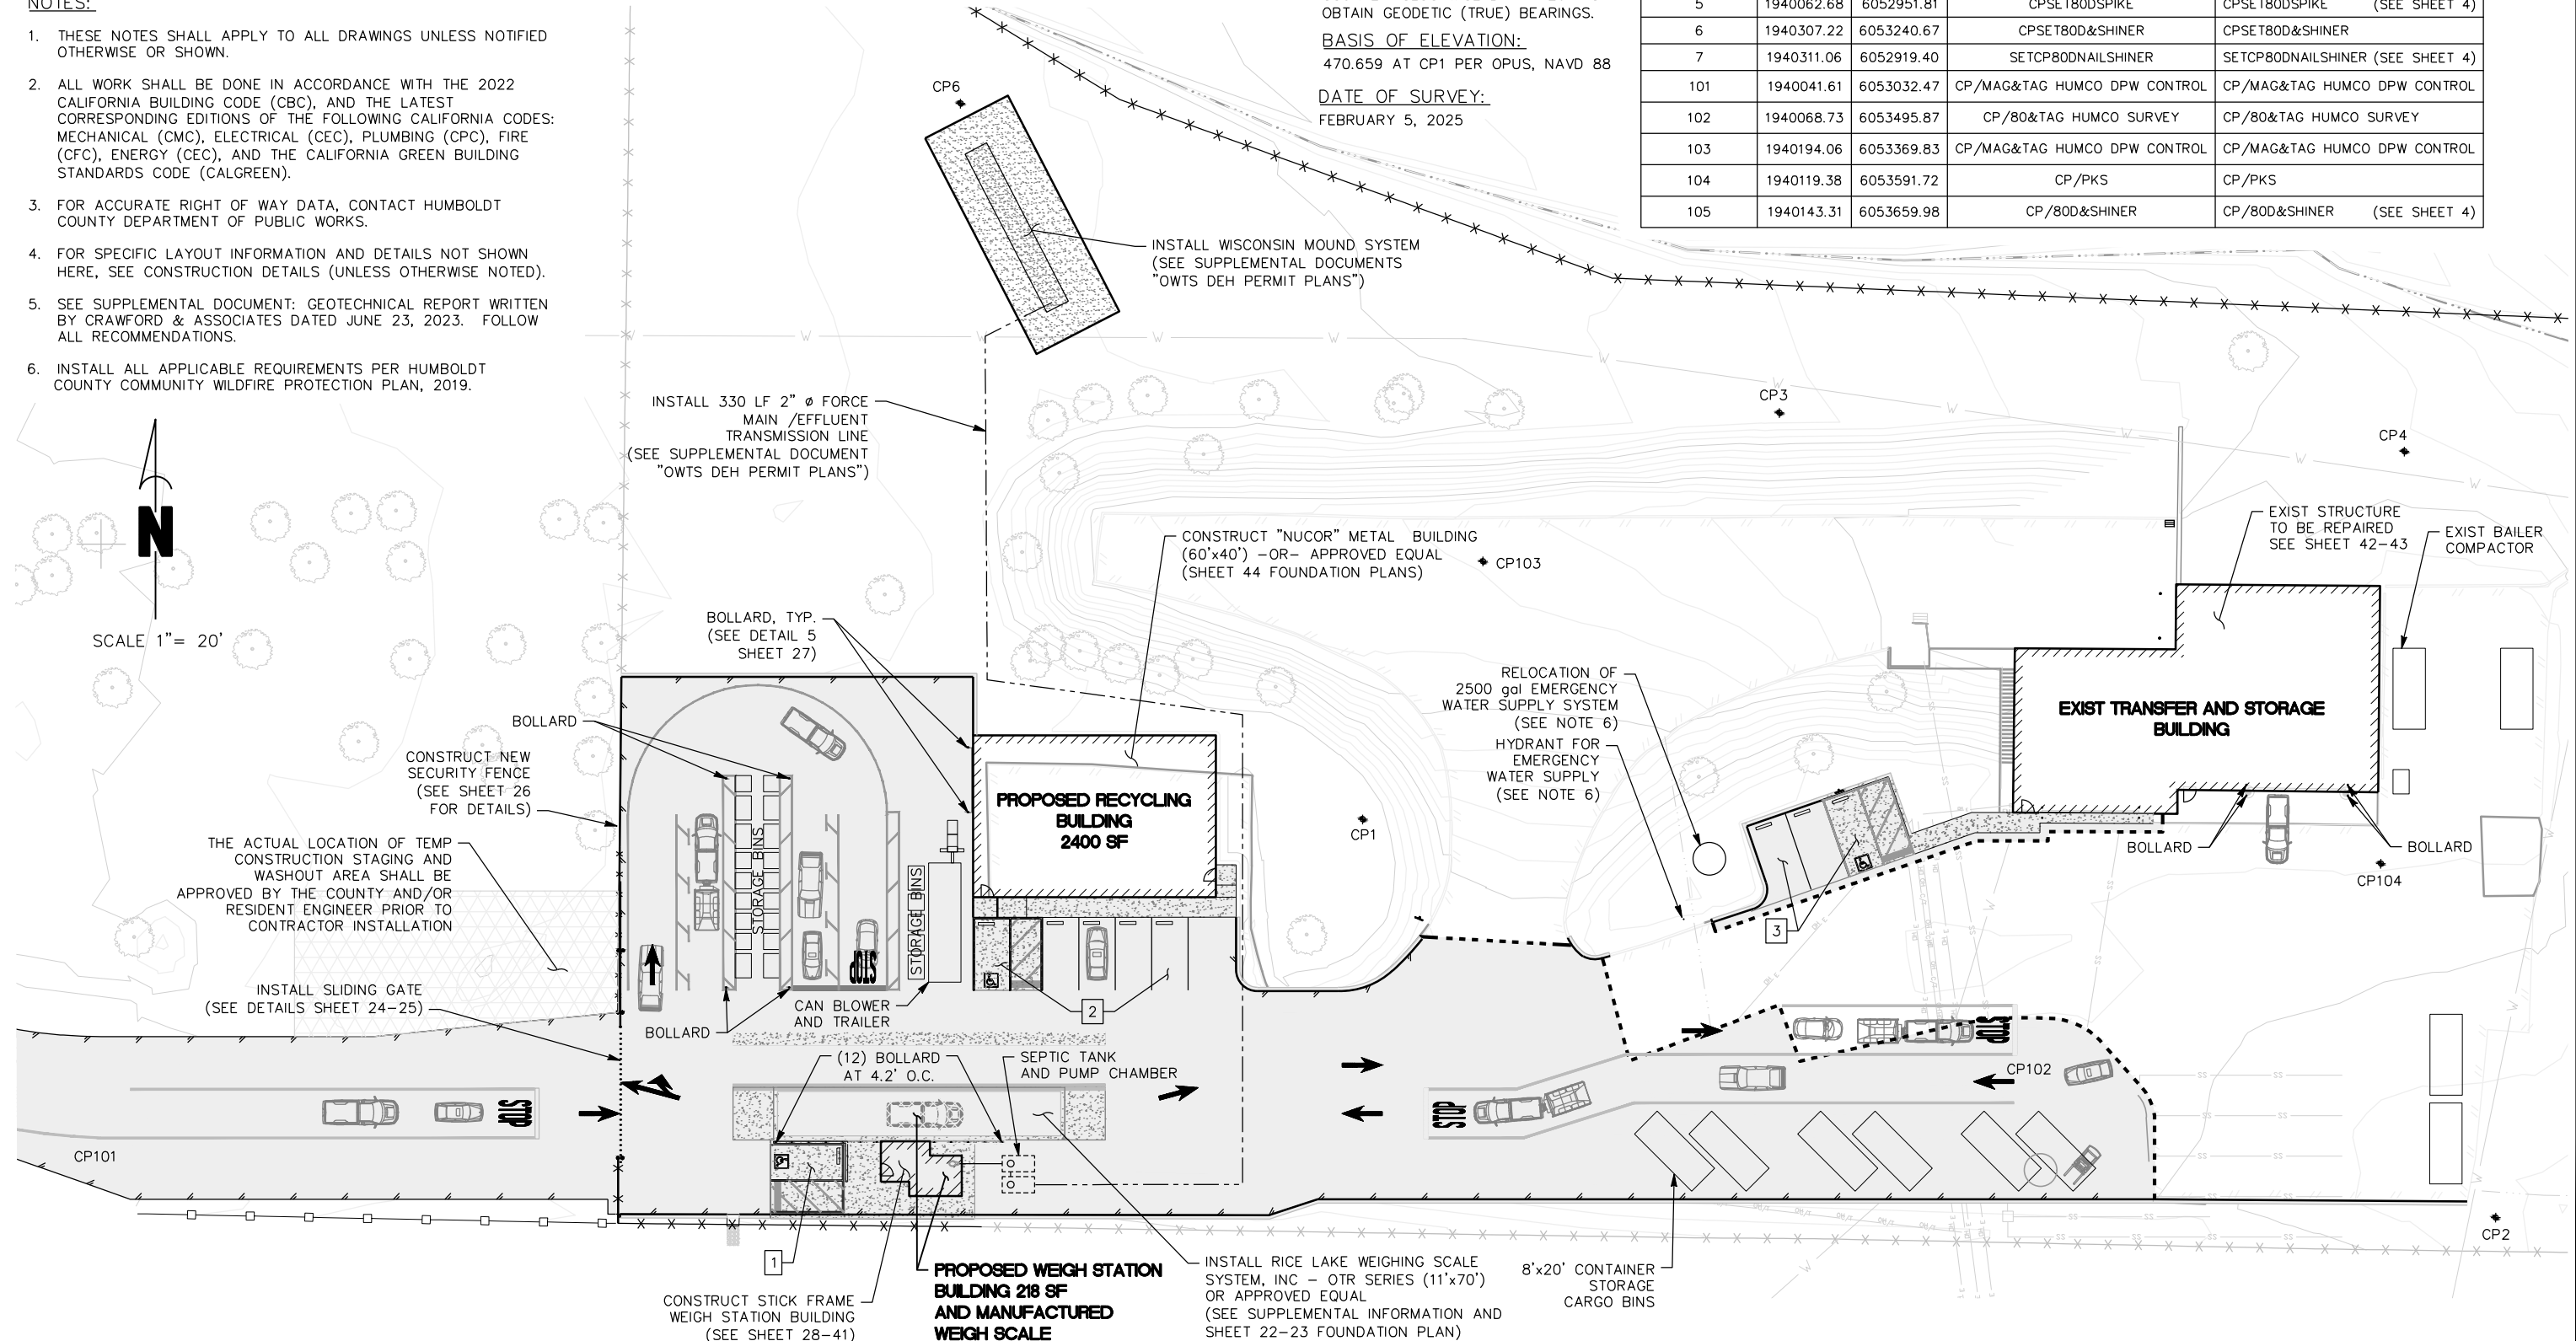 NOTES:
1. THESE NOTES SHALL APPLY TO ALL DRAWINGS UNLESS NOTIFIED
OTHERWISE OR SHOWN.
2. ALL WORK SHALL BE DONE IN ACCORDANCE WITH THE 2022
CALIFORNIA BUILDING CODE (CBC), AND THE LATEST
CORRESPONDING EDITIONS OF THE FOLLOWING CALIFORNIA CODES:
MECHANICAL (CMC), ELECTRICAL (CEC), PLUMBING (CPC), FIRE
(CFC), ENERGY (CEC), AND THE CALIFORNIA GREEN BUILDING
STANDARDS CODE (CALGREEN).
3. FOR ACCURATE RIGHT OF WAY DATA, CONTACT HUMBOLDT
COUNTY DEPARTMENT OF PUBLIC WORKS.
4. FOR SPECIFIC LAYOUT INFORMATION AND DETAILS NOT SHOWN
HERE, SEE CONSTRUCTION DETAILS (UNLESS OTHERWISE NOTED).
5. SEE SUPPLEMENTAL DOCUMENT: GEOTECHNICAL REPORT WRITTEN
BY CRAWFORD & ASSOCIATES DATED JUNE 23, 2023. FOLLOW
ALL RECOMMENDATIONS.
6. INSTALL ALL APPLICABLE REQUIREMENTS PER HUMBOLDT
COUNTY COMMUNITY WILDFIRE PROTECTION PLAN, 2019.
OBTAIN GEODETIC (TRUE) BEARINGS.
BASIS OF ELEVATION:
470.659 AT CP1 PER OPUS, NAVD 88
DATE OF SURVEY:
FEBRUARY 5, 2025
5 1940062.68 6052951.81 CPSET80DSPIKE CPSET80DSPIKE (SEE SHEET 4)
6 1940307.22 6053240.67 CPSET80D&SHINER CPSET80D&SHINER
7 1940311.06 6052919.40 SETCP80DNAILSHINER SETCP80DNAILSHINER (SEE SHEET 4)
101 1940041.61 6053032.47 CP/MAG&TAG HUMCO DPW CONTROL CP/MAG&TAG HUMCO DPW CONTROL
102 1940068.73 6053495.87 CP/80&TAG HUMCO SURVEY CP/80&TAG HUMCO SURVEY
103 1940194.06 6053369.83 CP/MAG&TAG HUMCO DPW CONTROL CP/MAG&TAG HUMCO DPW CONTROL
104 1940119.38 6053591.72 CP/PKS CP/PKS
105 1940143.31 6053659.98 CP/80D&SHINER CP/80D&SHINER (SEE SHEET 4)
CP6
INSTALL WISCONSIN MOUND SYSTEM
(SEE SUPPLEMENTAL DOCUMENTS
"OWTS DEH PERMIT PLANS")
INSTALL 330 LF 2" ø FORCE
MAIN /EFFLUENT
TRANSMISSION LINE
(SEE SUPPLEMENTAL DOCUMENT
"OWTS DEH PERMIT PLANS")
CP3
CP4
N
SCALE 1"= 20'
CONSTRUCT "NUCOR" METAL BUILDING
(60'x40') -OR- APPROVED EQUAL
(SHEET 44 FOUNDATION PLANS)
CP103
EXIST STRUCTURE
TO BE REPAIRED
SEE SHEET 42-43
EXIST BAILER
COMPACTOR
BOLLARD, TYP.
(SEE DETAIL 5
SHEET 27)
RELOCATION OF
2500 gal EMERGENCY
WATER SUPPLY SYSTEM
(SEE NOTE 6)
HYDRANT FOR
EMERGENCY
WATER SUPPLY
(SEE NOTE 6)
EXIST TRANSFER AND STORAGE
BUILDING
BOLLARD
CONSTRUCT NEW
SECURITY FENCE
(SEE SHEET 26
FOR DETAILS)
PROPOSED RECYCLING
BUILDING
2400 SF
CP1
STORAGE BINS
STORAGE BINS
BOLLARD
BOLLARD
CP104
THE ACTUAL LOCATION OF TEMP
CONSTRUCTION STAGING AND
WASHOUT AREA SHALL BE
APPROVED BY THE COUNTY AND/OR
RESIDENT ENGINEER PRIOR TO
CONTRACTOR INSTALLATION
STOP
3
INSTALL SLIDING GATE
(SEE DETAILS SHEET 24-25)
BOLLARD
CAN BLOWER
AND TRAILER
2
(12) BOLLARD
AT 4.2' O.C.
SEPTIC TANK
AND PUMP CHAMBER
STOP
CP102
STOP
STOP
CP101
1
CONSTRUCT STICK FRAME
WEIGH STATION BUILDING
(SEE SHEET 28-41)
PROPOSED WEIGH STATION
BUILDING 218 SF
AND MANUFACTURED
WEIGH SCALE
INSTALL RICE LAKE WEIGHING SCALE
SYSTEM, INC - OTR SERIES (11'x70')
OR APPROVED EQUAL
(SEE SUPPLEMENTAL INFORMATION AND
SHEET 22-23 FOUNDATION PLAN)
8'x20' CONTAINER
STORAGE
CARGO BINS
CP2